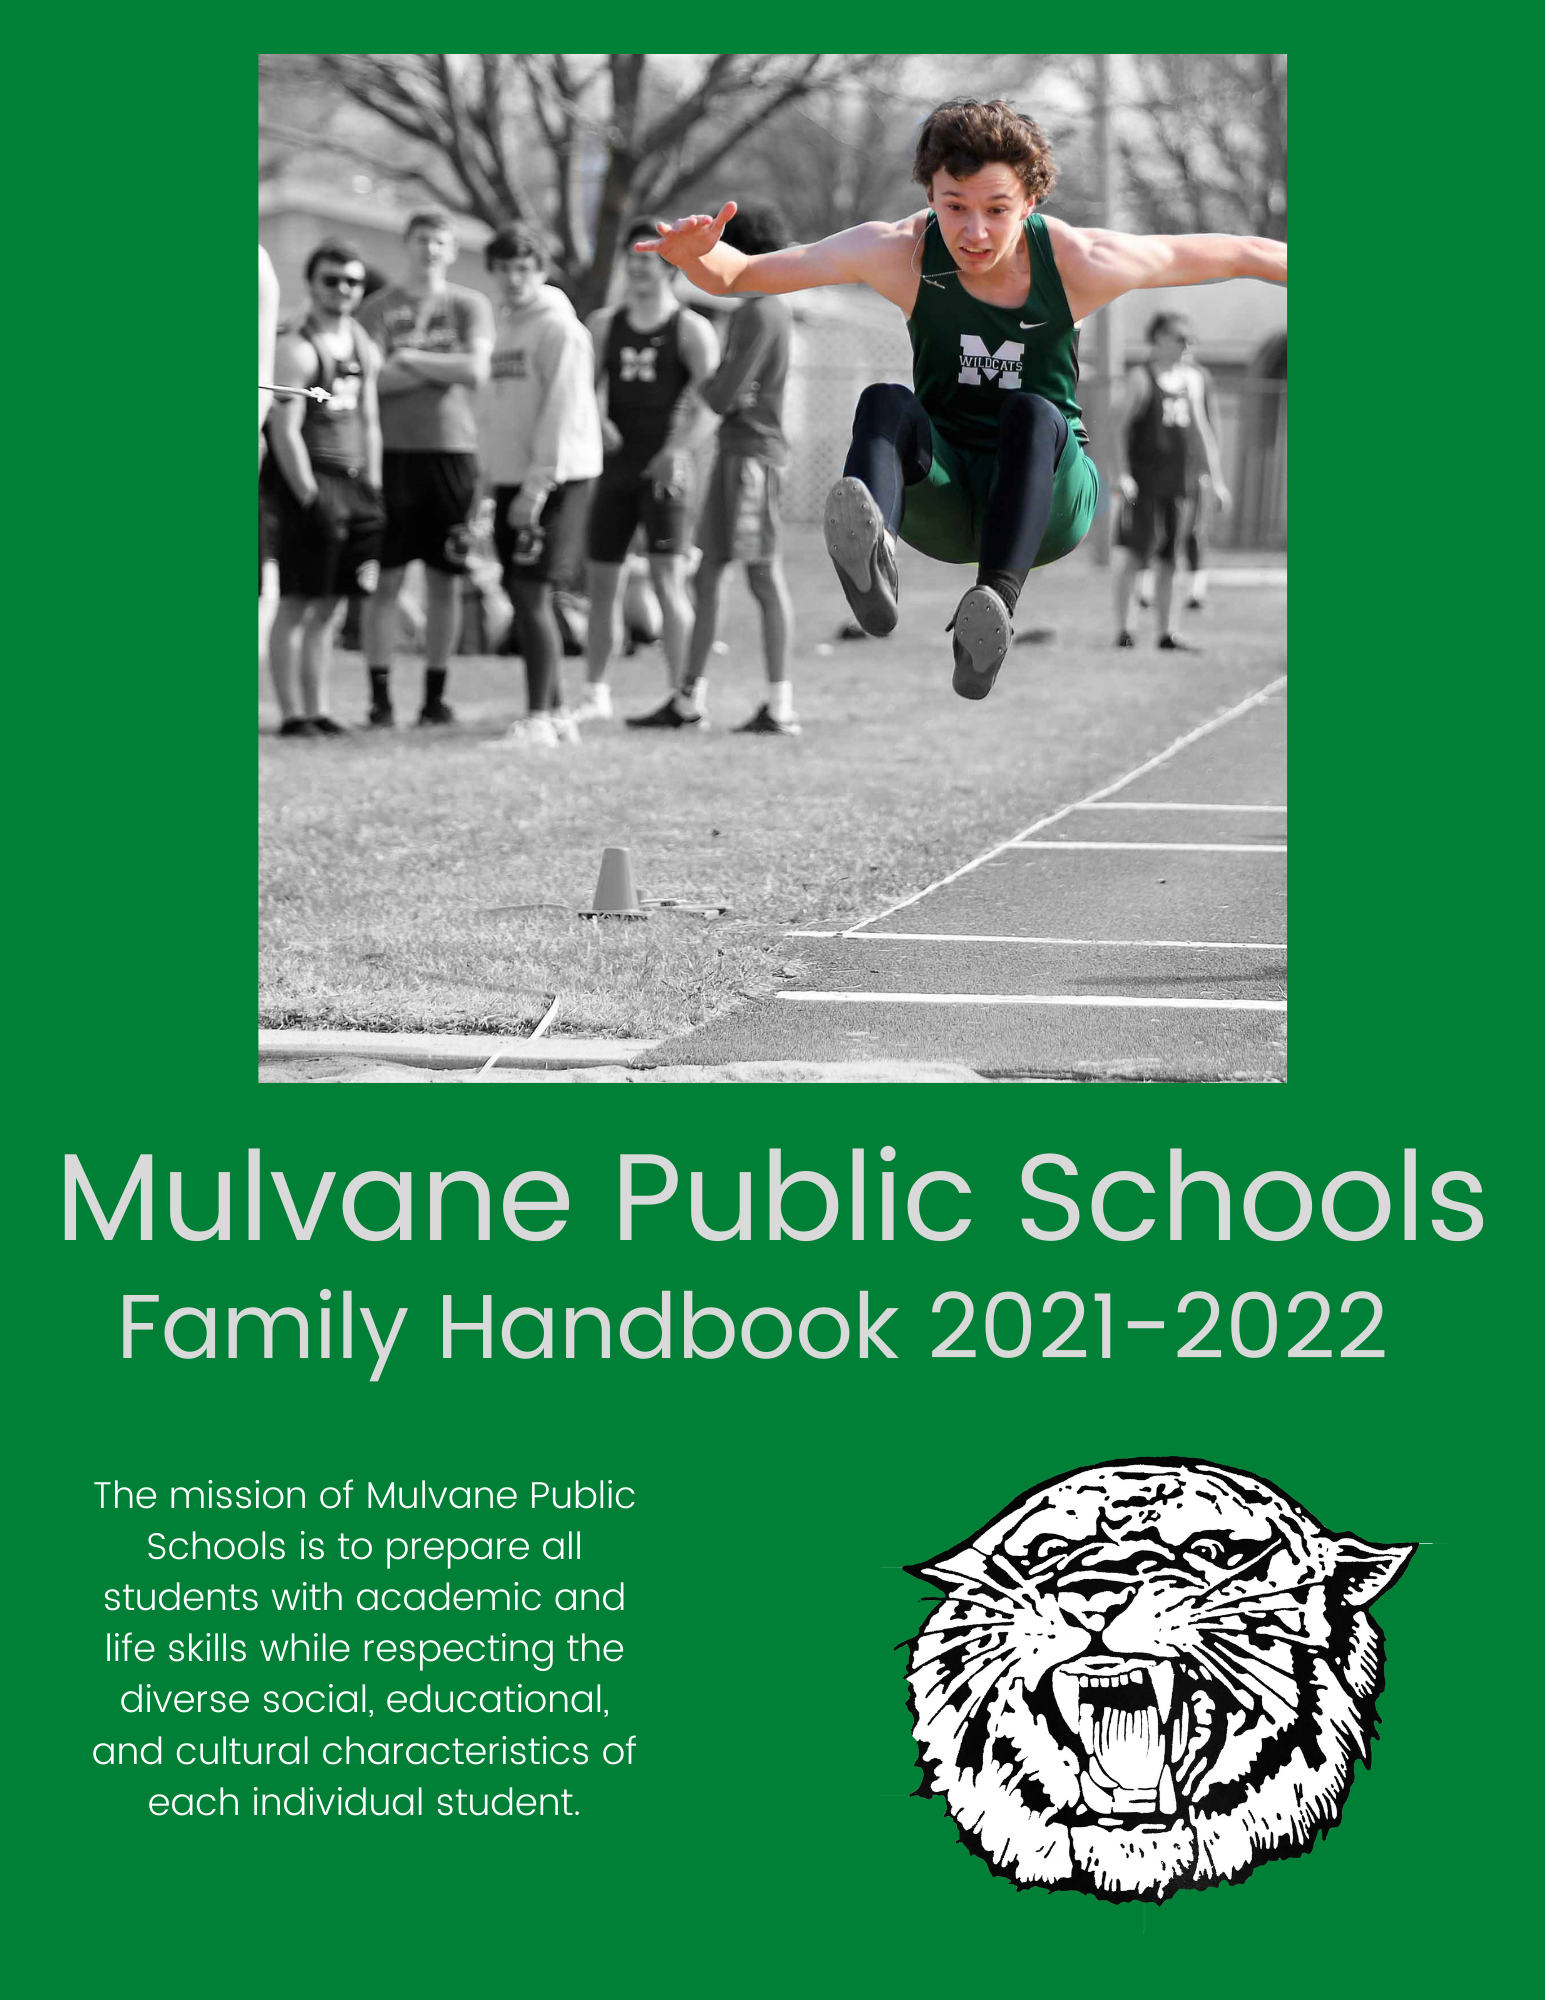 M
WILDCATS
M
M
Mulvane Public Schools
Family Handbook 2021-2022
The mission of Mulvane Public
Schools is to prepare all
students with academic and
life skills while respecting the
diverse social, educational,
and cultural characteristics of
each individual student.